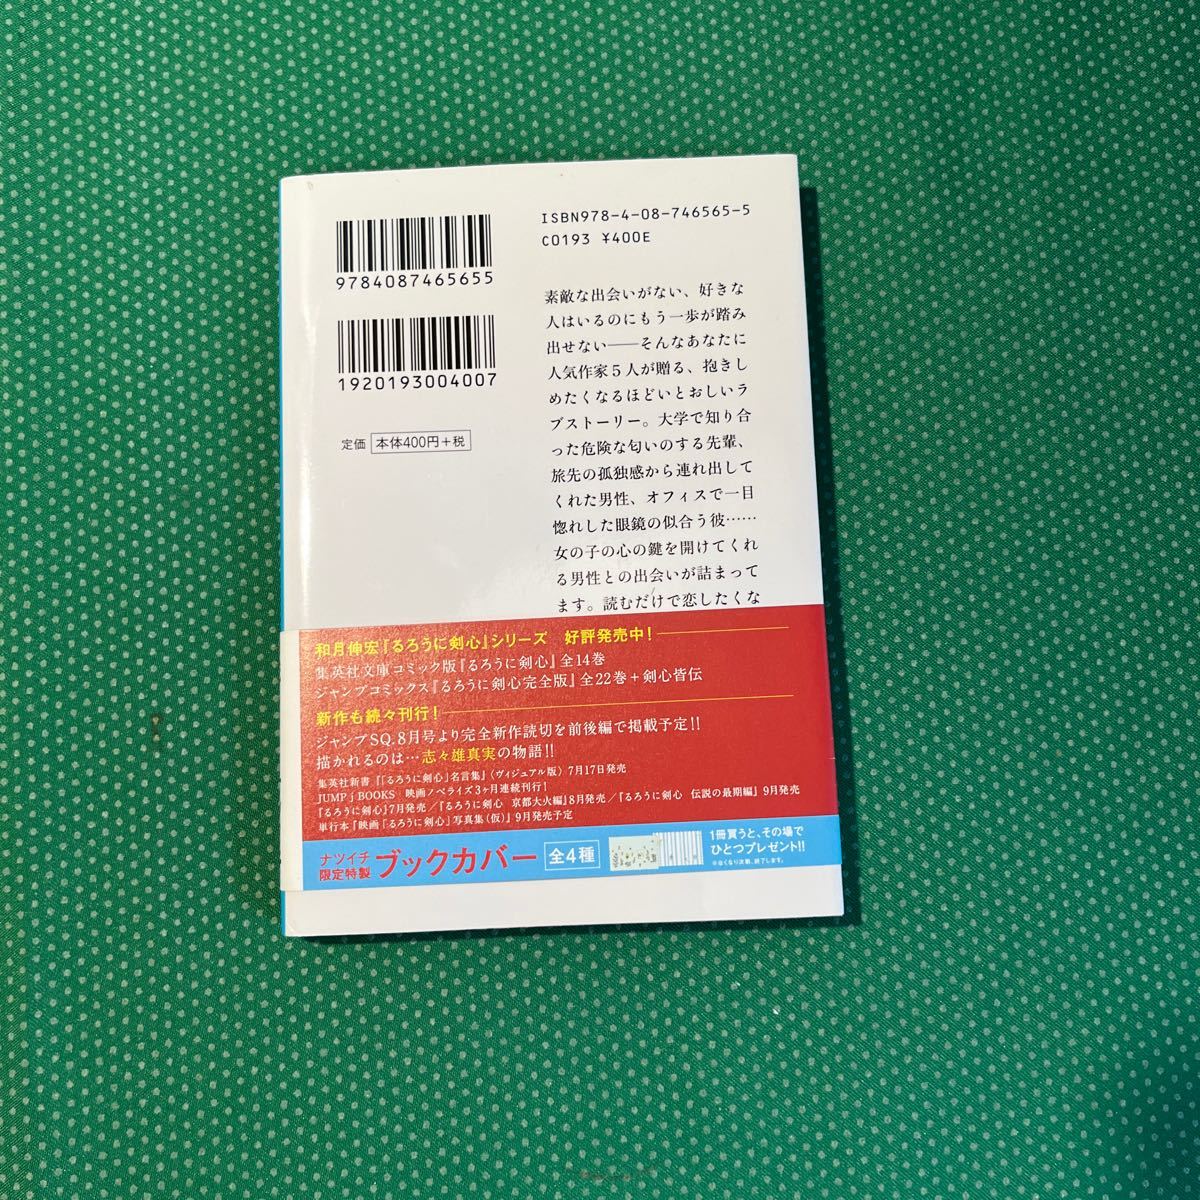 ISBN978-4-08-746565-5
C0193 ¥400E
9784087465655
1920193004007
定価 本体400円+税
素敵な出会いがない、好きな
人はいるのにもう一歩が踏み
出せない――そんなあなたに
人気作家5人が贈る、抱きし
めたくなるほどいとおしいラ
ブストーリー。大学で知り合
った危険な匂いのする先輩、
旅先の孤独感から連れ出して
くれた男性、オフィスで一目
惚れした眼鏡の似合う彼……
女の子の心の鍵を開けてくれ
る男性との出会いが詰まって
ます。読むだけで恋したくな
和月伸宏『るろうに剣心』シリーズ 好評発売中!
集英社文庫コミック版『るろうに剣心』全14巻
ジャンプコミックス『るろうに剣心完全版』全22巻+剣心皆伝
新作も続々刊行!
ジャンプSQ.8月号より完全新作読切を前後編で掲載予定!!
描かれるのは…志々雄真実の物語!!
集英社新書『「るろうに剣心」名言集』〈ヴィジュアル版〉7月17日発売
JUMP j BOOKS 映画ノベライズ3ヶ月連続刊行!
『るろうに剣心』7月発売/『るろうに剣心 京都大火編』8月発売/『るろうに剣心 伝説の最期編』9月発売
単行本『映画「るろうに剣心」写真集(仮)』9月発売予定
ナツイチ
限定特製
ブックカバー 全4種
1冊買うと、その場で
ひとつプレゼント!!
※なくなり次第、終了します。